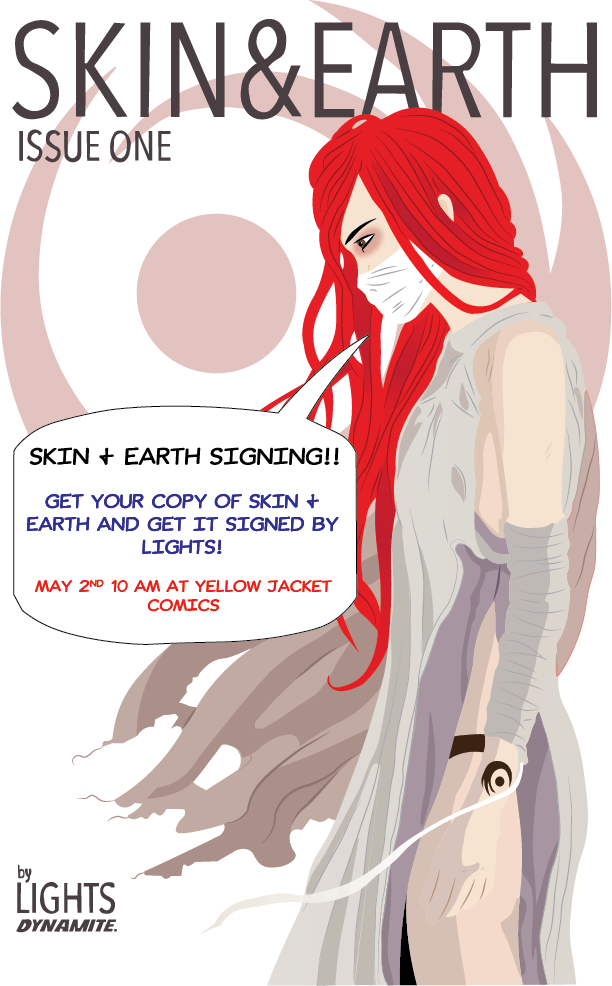 SKIN&EARTH
ISSUE ONE
SKIN & EARTH SIGNING!!
GET YOUR COPY OF SKIN &
EARTH AND GET IT SIGNED BY
LIGHTS!
MAY 2ND 10 AM AT YELLOW JACKET
COMICS
by
LIGHTS
DYNAMITE.